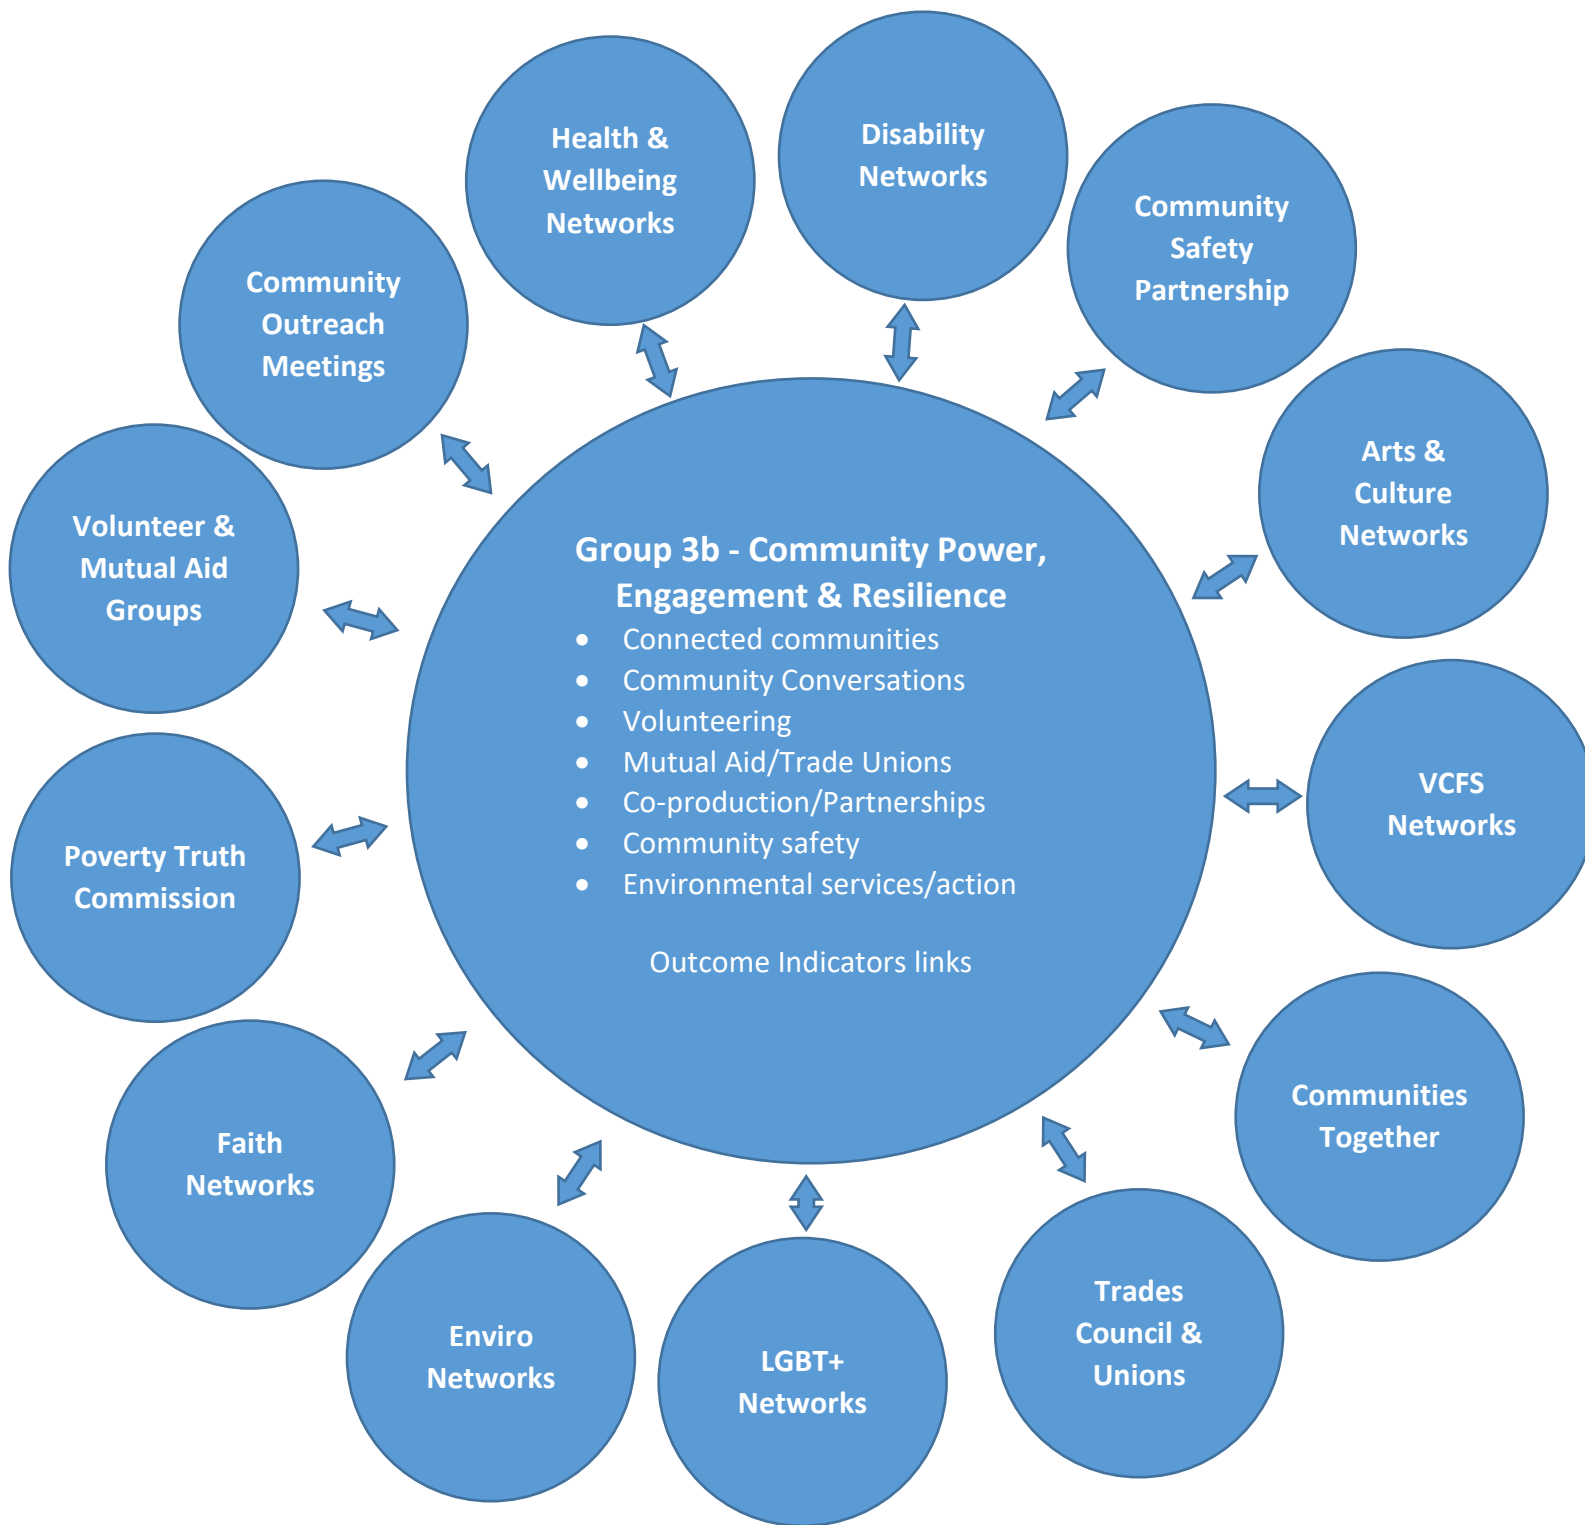 Health &
Wellbeing
Networks
Disability
Networks
Community
Safety
Partnership
Arts &
Culture
Networks
VCFS
Networks
Communities
Together
Trades
Council &
Unions
LGBT+
Networks
Enviro
Networks
Faith
Networks
Poverty Truth
Commission
Volunteer &
Mutual Aid
Groups
Community
Outreach
Meetings
Group 3b - Community Power,
Engagement & Resilience
• Connected communities
• Community Conversations
• Volunteering
• Mutual Aid/Trade Unions
• Co-production/Partnerships
• Community safety
• Environmental services/action
Outcome Indicators links